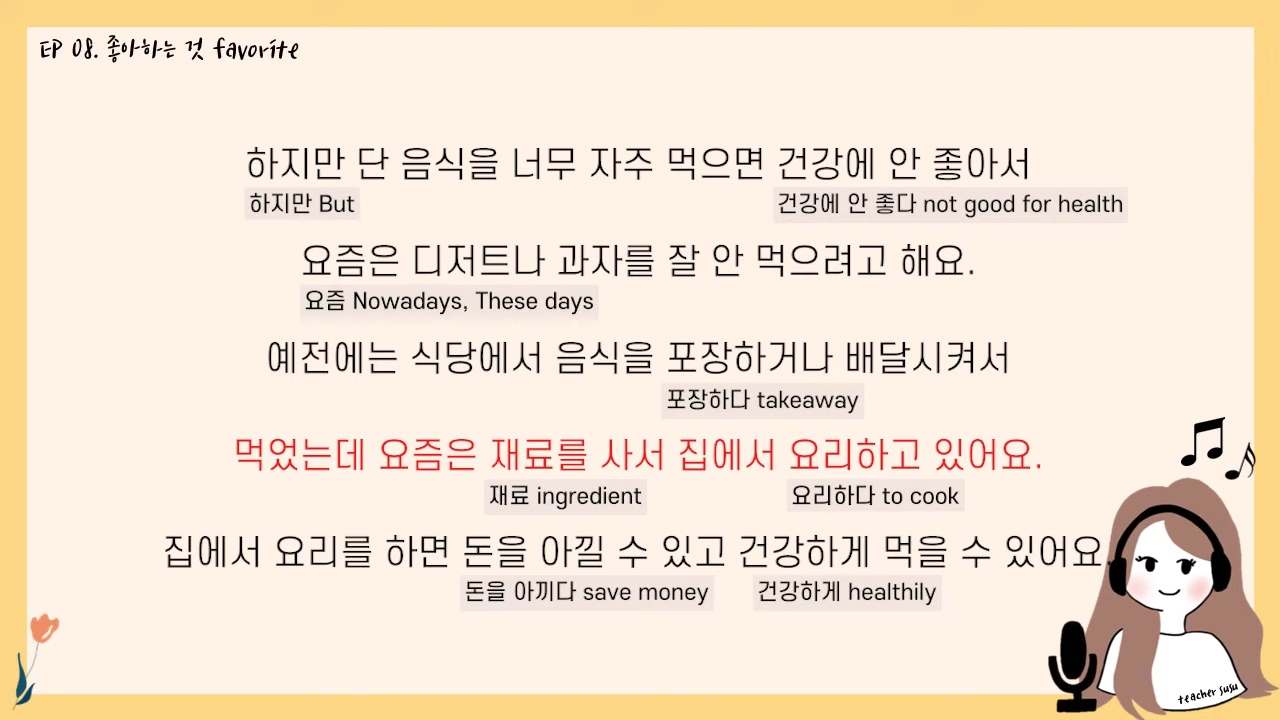 EP 08. 좋아하는 것 favorite
하지만 단 음식을 너무 자주 먹으면 건강에 안 좋아서
하지만 But
건강에 안 좋다 not good for health
요즘은 디저트나 과자를 잘 안 먹으려고 해요.
요즘 Nowadays, These days
예전에는 식당에서 음식을 포장하거나 배달시켜서
포장하다 takeaway
먹었는데 요즘은 재료를 사서 집에서 요리하고 있어요.
재료 ingredient
요리하다 to cook
집에서 요리를 하면 돈을 아낄 수 있고 건강하게 먹을 수 있어요.
돈을 아끼다 save money
건강하게 healthily
teacher susu